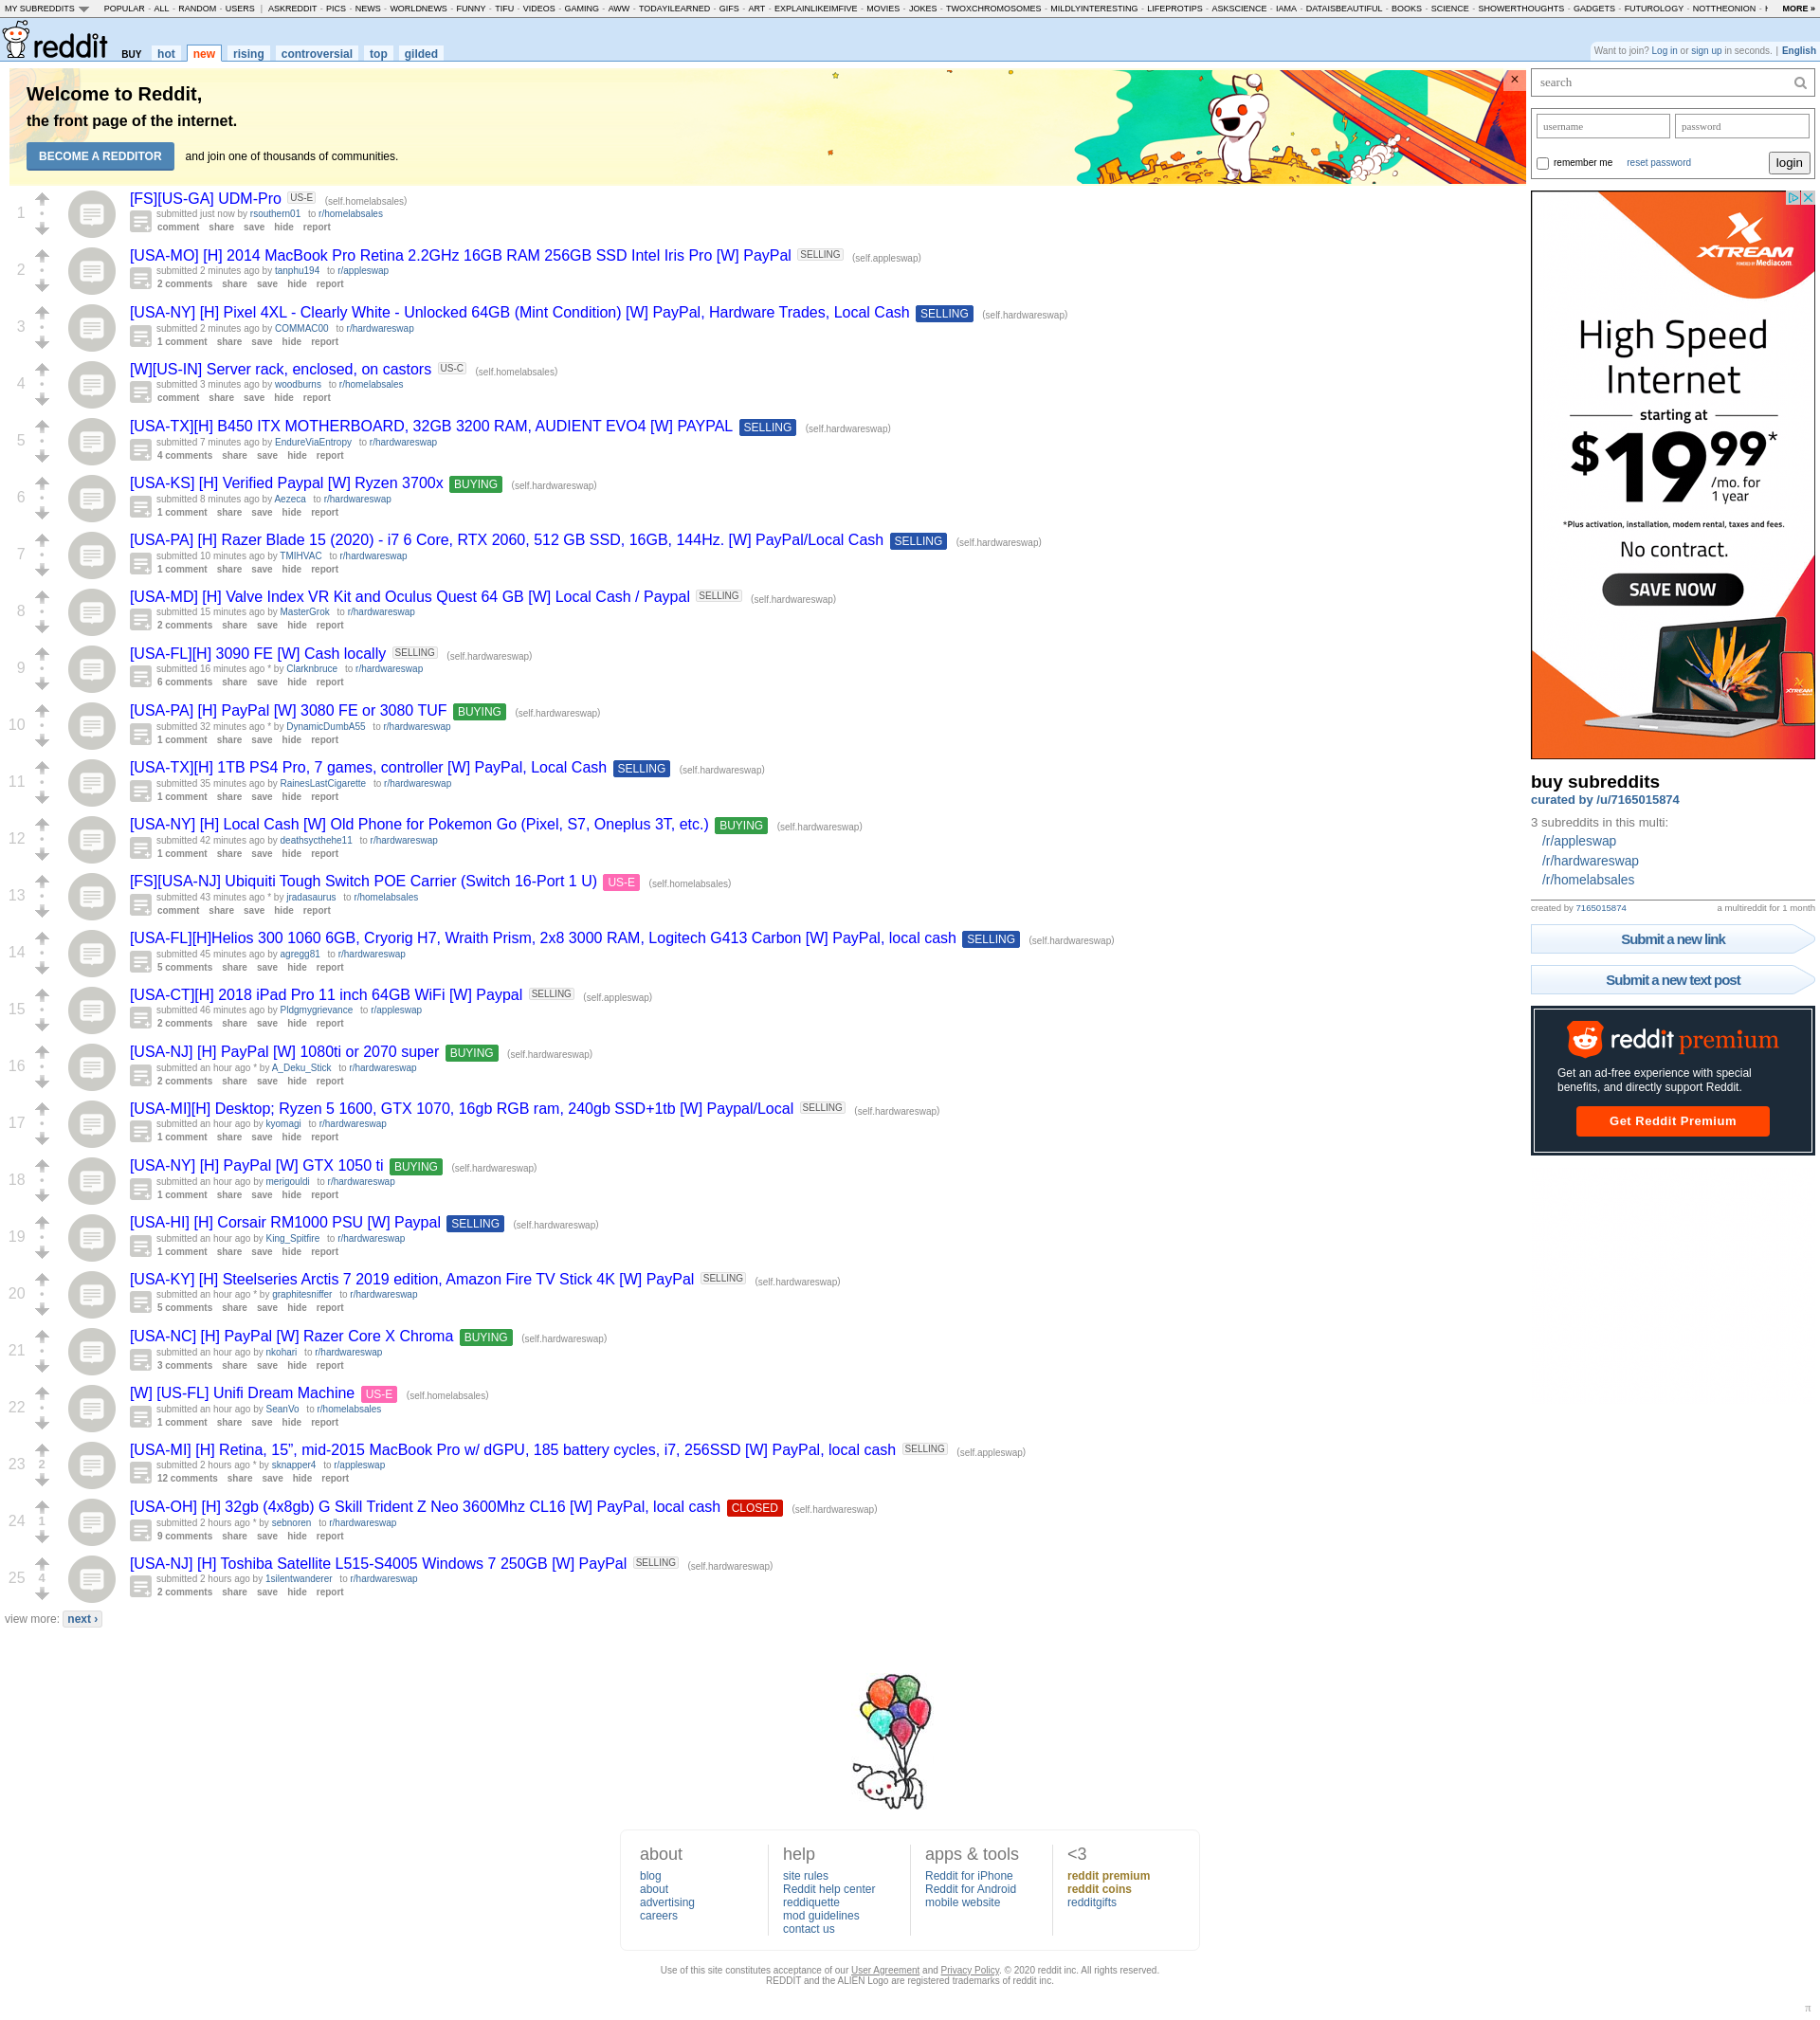 MY SUBREDDITS POPULAR - ALL - RANDOM - USERS | ASKREDDIT - PICS - NEWS - WORLDNEWS - FUNNY - TIFU - VIDEOS - GAMING - AWW - TODAYILEARNED - GIFS - ART - EXPLAINLIKEIMFIVE - MOVIES - JOKES - TWOXCHROMOSOMES - MILDLYINTERESTING - LIFEPROTIPS - ASKSCIENCE - IAMA - DATAISBEAUTIFUL - BOOKS - SCIENCE - SHOWERTHOUGHTS - GADGETS - FUTUROLOGY - NOTTHEONION - MORE »
reddit BUY hot new rising controversial top gilded
Want to join? Log in or sign up in seconds. | English
Welcome to Reddit,
the front page of the internet.
BECOME A REDDITOR and join one of thousands of communities.
×
1
[FS][US-GA] UDM-Pro US-E (self.homelabsales)
submitted just now by rsouthern01 to r/homelabsales
comment share save hide report
2
[USA-MO] [H] 2014 MacBook Pro Retina 2.2GHz 16GB RAM 256GB SSD Intel Iris Pro [W] PayPal SELLING (self.appleswap)
submitted 2 minutes ago by tanphu194 to r/appleswap
2 comments share save hide report
3
[USA-NY] [H] Pixel 4XL - Clearly White - Unlocked 64GB (Mint Condition) [W] PayPal, Hardware Trades, Local Cash SELLING (self.hardwareswap)
submitted 2 minutes ago by COMMAC00 to r/hardwareswap
1 comment share save hide report
4
[W][US-IN] Server rack, enclosed, on castors US-C (self.homelabsales)
submitted 3 minutes ago by woodburns to r/homelabsales
comment share save hide report
5
[USA-TX][H] B450 ITX MOTHERBOARD, 32GB 3200 RAM, AUDIENT EVO4 [W] PAYPAL SELLING (self.hardwareswap)
submitted 7 minutes ago by EndureViaEntropy to r/hardwareswap
4 comments share save hide report
6
[USA-KS] [H] Verified Paypal [W] Ryzen 3700x BUYING (self.hardwareswap)
submitted 8 minutes ago by Aezeca to r/hardwareswap
1 comment share save hide report
7
[USA-PA] [H] Razer Blade 15 (2020) - i7 6 Core, RTX 2060, 512 GB SSD, 16GB, 144Hz. [W] PayPal/Local Cash SELLING (self.hardwareswap)
submitted 10 minutes ago by TMIHVAC to r/hardwareswap
1 comment share save hide report
8
[USA-MD] [H] Valve Index VR Kit and Oculus Quest 64 GB [W] Local Cash / Paypal SELLING (self.hardwareswap)
submitted 15 minutes ago by MasterGrok to r/hardwareswap
2 comments share save hide report
9
[USA-FL][H] 3090 FE [W] Cash locally SELLING (self.hardwareswap)
submitted 16 minutes ago * by Clarknbruce to r/hardwareswap
6 comments share save hide report
10
[USA-PA] [H] PayPal [W] 3080 FE or 3080 TUF BUYING (self.hardwareswap)
submitted 32 minutes ago * by DynamicDumbA55 to r/hardwareswap
1 comment share save hide report
11
[USA-TX][H] 1TB PS4 Pro, 7 games, controller [W] PayPal, Local Cash SELLING (self.hardwareswap)
submitted 35 minutes ago by RainesLastCigarette to r/hardwareswap
1 comment share save hide report
12
[USA-NY] [H] Local Cash [W] Old Phone for Pokemon Go (Pixel, S7, Oneplus 3T, etc.) BUYING (self.hardwareswap)
submitted 42 minutes ago by deathsycthehe11 to r/hardwareswap
1 comment share save hide report
13
[FS][USA-NJ] Ubiquiti Tough Switch POE Carrier (Switch 16-Port 1 U) US-E (self.homelabsales)
submitted 43 minutes ago * by jradasaurus to r/homelabsales
comment share save hide report
14
[USA-FL][H]Helios 300 1060 6GB, Cryorig H7, Wraith Prism, 2x8 3000 RAM, Logitech G413 Carbon [W] PayPal, local cash SELLING (self.hardwareswap)
submitted 45 minutes ago by agregg81 to r/hardwareswap
5 comments share save hide report
15
[USA-CT][H] 2018 iPad Pro 11 inch 64GB WiFi [W] Paypal SELLING (self.appleswap)
submitted 46 minutes ago by Pldgmygrievance to r/appleswap
2 comments share save hide report
16
[USA-NJ] [H] PayPal [W] 1080ti or 2070 super BUYING (self.hardwareswap)
submitted an hour ago * by A_Deku_Stick to r/hardwareswap
2 comments share save hide report
17
[USA-MI][H] Desktop; Ryzen 5 1600, GTX 1070, 16gb RGB ram, 240gb SSD+1tb [W] Paypal/Local SELLING (self.hardwareswap)
submitted an hour ago by kyomagi to r/hardwareswap
1 comment share save hide report
18
[USA-NY] [H] PayPal [W] GTX 1050 ti BUYING (self.hardwareswap)
submitted an hour ago by merigouldi to r/hardwareswap
1 comment share save hide report
19
[USA-HI] [H] Corsair RM1000 PSU [W] Paypal SELLING (self.hardwareswap)
submitted an hour ago by King_Spitfire to r/hardwareswap
1 comment share save hide report
20
[USA-KY] [H] Steelseries Arctis 7 2019 edition, Amazon Fire TV Stick 4K [W] PayPal SELLING (self.hardwareswap)
submitted an hour ago * by graphitesniffer to r/hardwareswap
5 comments share save hide report
21
[USA-NC] [H] PayPal [W] Razer Core X Chroma BUYING (self.hardwareswap)
submitted an hour ago by nkohari to r/hardwareswap
3 comments share save hide report
22
[W] [US-FL] Unifi Dream Machine US-E (self.homelabsales)
submitted an hour ago by SeanVo to r/homelabsales
1 comment share save hide report
23 2
[USA-MI] [H] Retina, 15”, mid-2015 MacBook Pro w/ dGPU, 185 battery cycles, i7, 256SSD [W] PayPal, local cash SELLING (self.appleswap)
submitted 2 hours ago * by sknapper4 to r/appleswap
12 comments share save hide report
24 1
[USA-OH] [H] 32gb (4x8gb) G Skill Trident Z Neo 3600Mhz CL16 [W] PayPal, local cash CLOSED (self.hardwareswap)
submitted 2 hours ago * by sebnoren to r/hardwareswap
9 comments share save hide report
25 4
[USA-NJ] [H] Toshiba Satellite L515-S4005 Windows 7 250GB [W] PayPal SELLING (self.hardwareswap)
submitted 2 hours ago by 1silentwanderer to r/hardwareswap
2 comments share save hide report
view more: next ›
search
username password
remember me reset password login
XTREAM
POWERED BY Mediacom
High Speed
Internet
starting at
$19.99*
/mo. for
1 year
*Plus activation, installation, modem rental, taxes and fees.
No contract.
SAVE NOW
XTREAM
buy subreddits
curated by /u/7165015874
3 subreddits in this multi:
/r/appleswap
/r/hardwareswap
/r/homelabsales
created by 7165015874 a multireddit for 1 month
Submit a new link
Submit a new text post
reddit premium
Get an ad-free experience with special
benefits, and directly support Reddit.
Get Reddit Premium
about
blog
about
advertising
careers
help
site rules
Reddit help center
reddiquette
mod guidelines
contact us
apps & tools
Reddit for iPhone
Reddit for Android
mobile website
<3
reddit premium
reddit coins
redditgifts
Use of this site constitutes acceptance of our User Agreement and Privacy Policy. © 2020 reddit inc. All rights reserved.
REDDIT and the ALIEN Logo are registered trademarks of reddit inc.
π